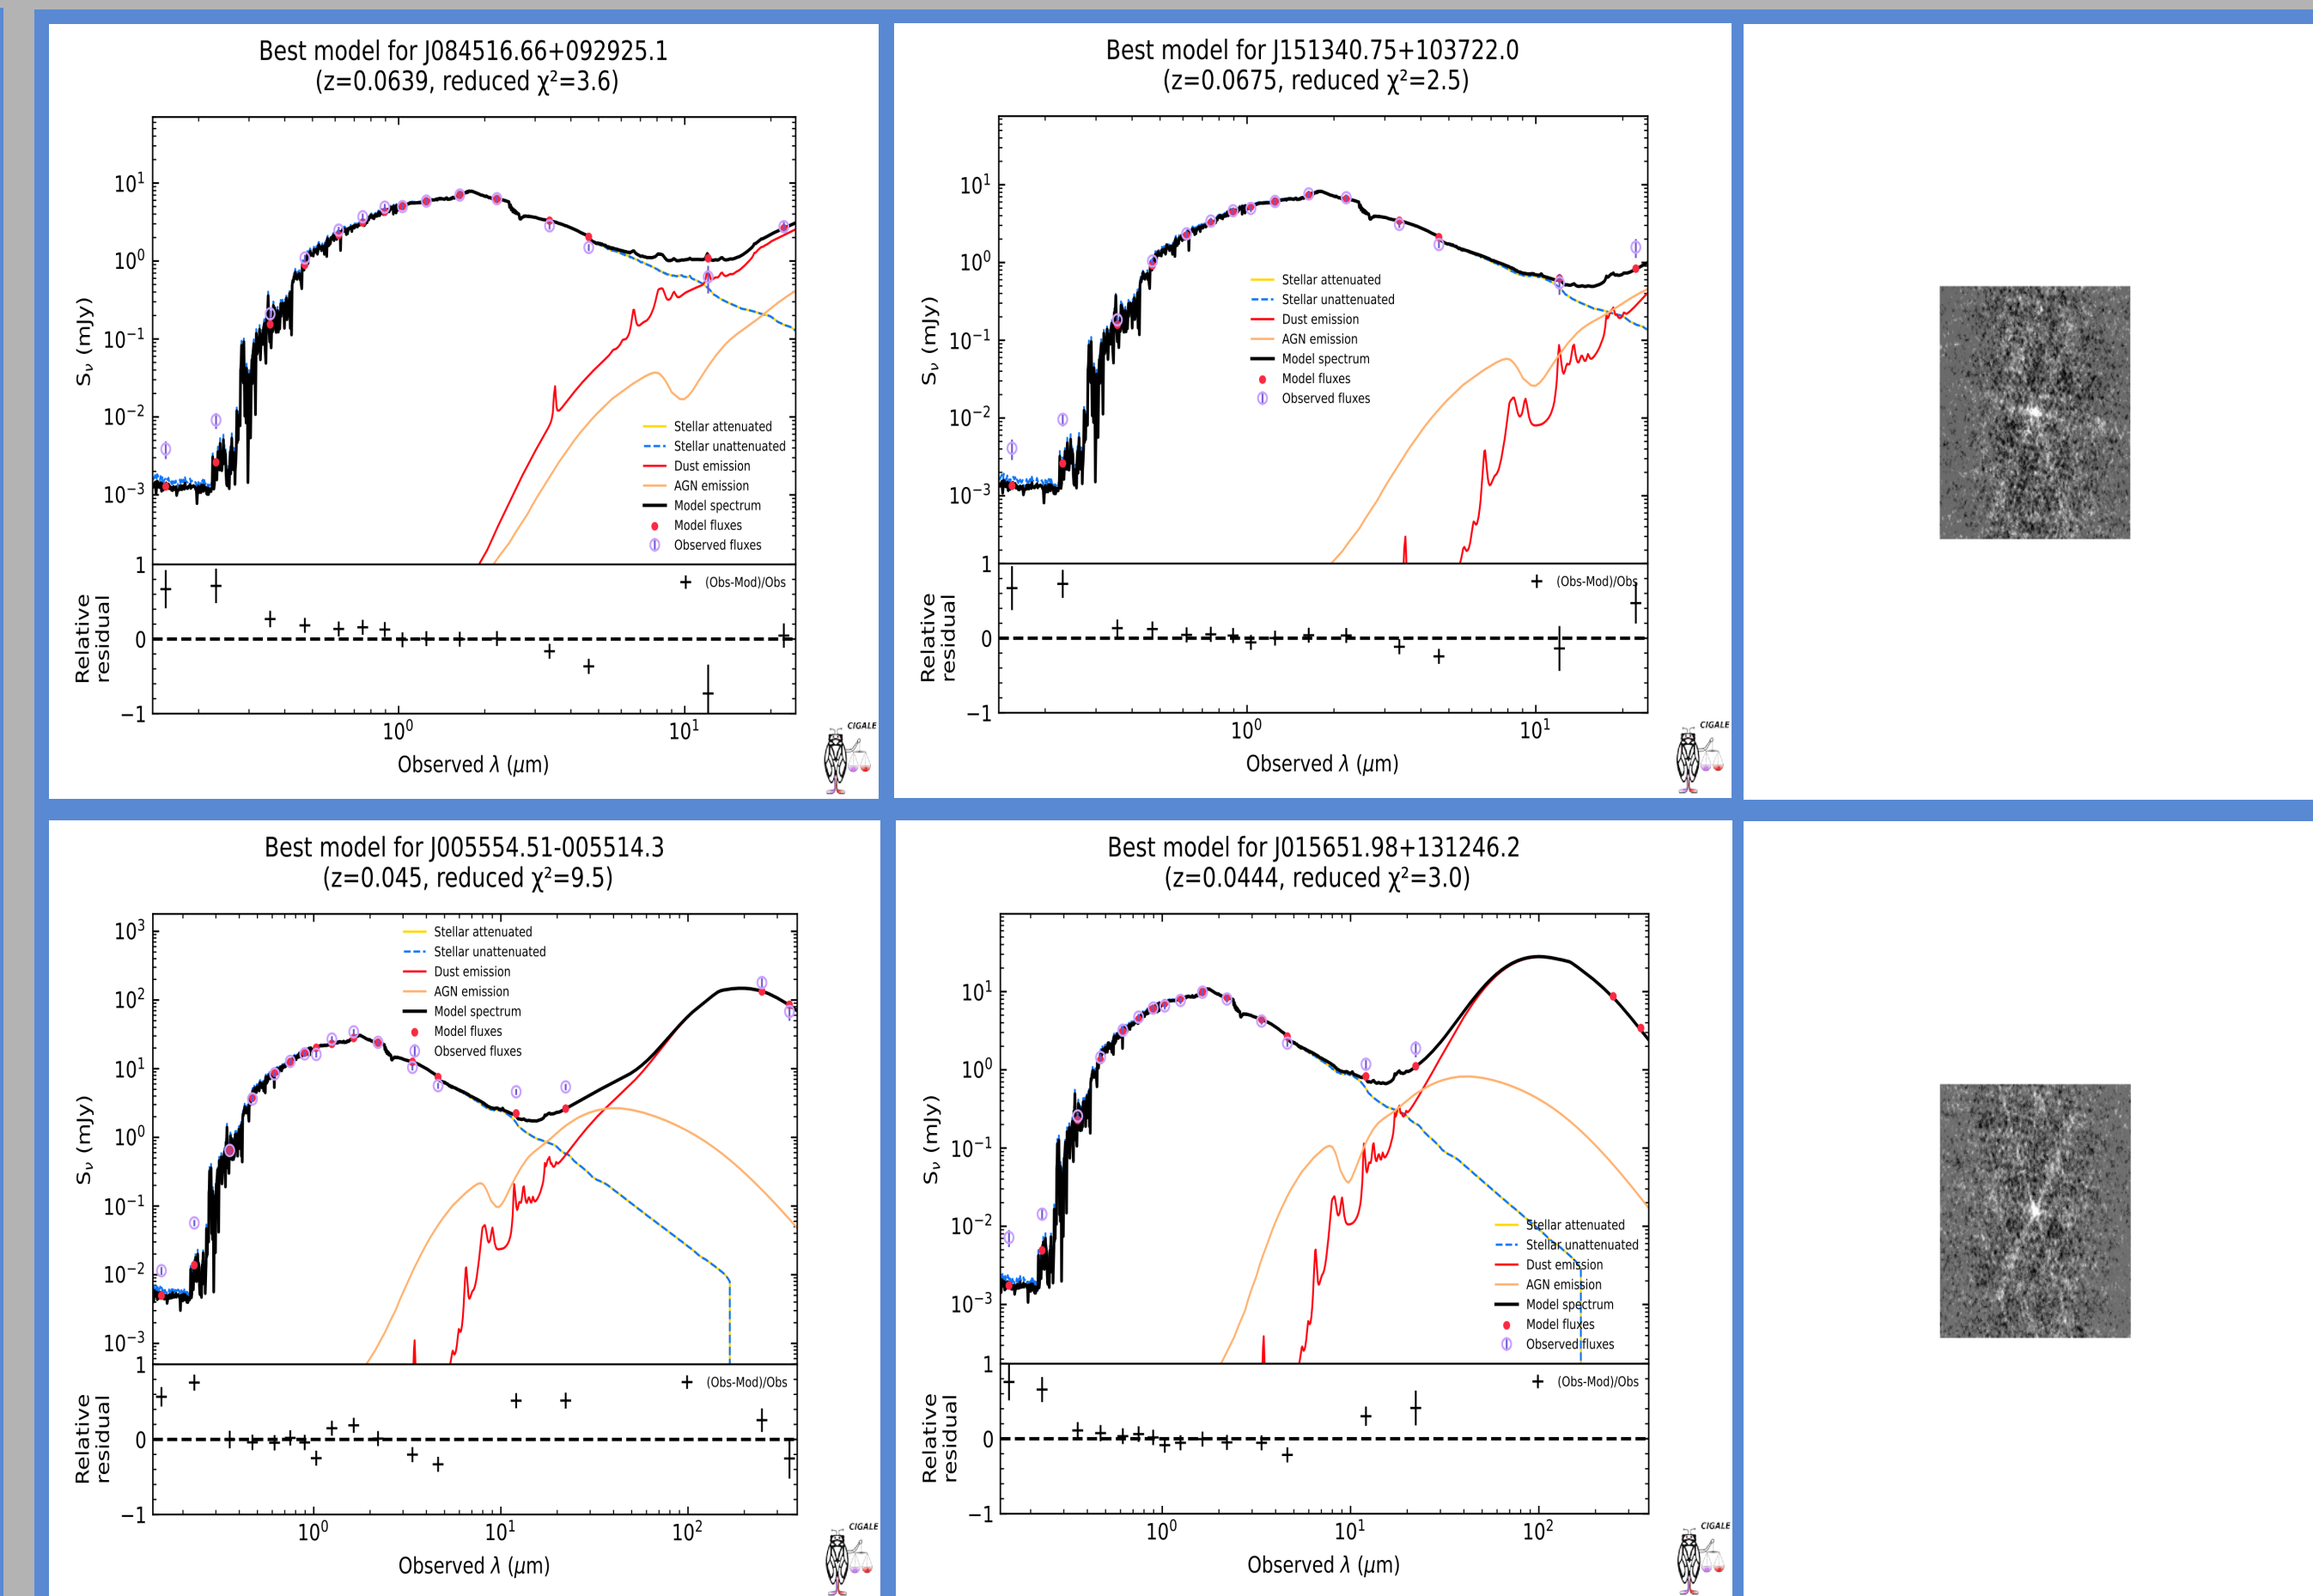 Best model for J084516.66+092925.1
(z=0.0639, reduced χ²=3.6)
10¹
10⁰
10⁻¹
10⁻²
10⁻³
Sν (mJy)
Stellar attenuated
Stellar unattenuated
Dust emission
AGN emission
Model spectrum
Model fluxes
Observed fluxes
1
0
−1
Relative
residual
(Obs-Mod)/Obs
10⁰ 10¹
Observed λ (μm)
CIGALE
Best model for J151340.75+103722.0
(z=0.0675, reduced χ²=2.5)
10¹
10⁰
10⁻¹
10⁻²
10⁻³
Sν (mJy)
Stellar attenuated
Stellar unattenuated
Dust emission
AGN emission
Model spectrum
Model fluxes
Observed fluxes
1
0
−1
Relative
residual
(Obs-Mod)/Obs
10⁰ 10¹
Observed λ (μm)
CIGALE
Best model for J005554.51-005514.3
(z=0.045, reduced χ²=9.5)
10³
10²
10¹
10⁰
10⁻¹
10⁻²
10⁻³
Sν (mJy)
Stellar attenuated
Stellar unattenuated
Dust emission
AGN emission
Model spectrum
Model fluxes
Observed fluxes
1
0
−1
Relative
residual
(Obs-Mod)/Obs
10⁰ 10¹ 10²
Observed λ (μm)
CIGALE
Best model for J015651.98+131246.2
(z=0.0444, reduced χ²=3.0)
10¹
10⁰
10⁻¹
10⁻²
10⁻³
Sν (mJy)
Stellar attenuated
Stellar unattenuated
Dust emission
AGN emission
Model spectrum
Model fluxes
Observed fluxes
1
0
−1
Relative
residual
(Obs-Mod)/Obs
10⁰ 10¹ 10²
Observed λ (μm)
CIGALE